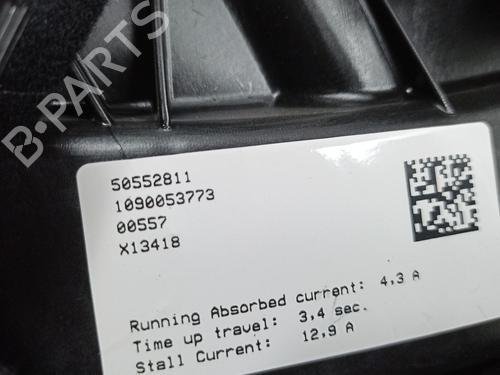 B-PARTS
50552811
1090053773
00557
X13418
Running Absorbed current: 4,3 A
Time up travel: 3,4 sec.
Stall Current: 12,9 A